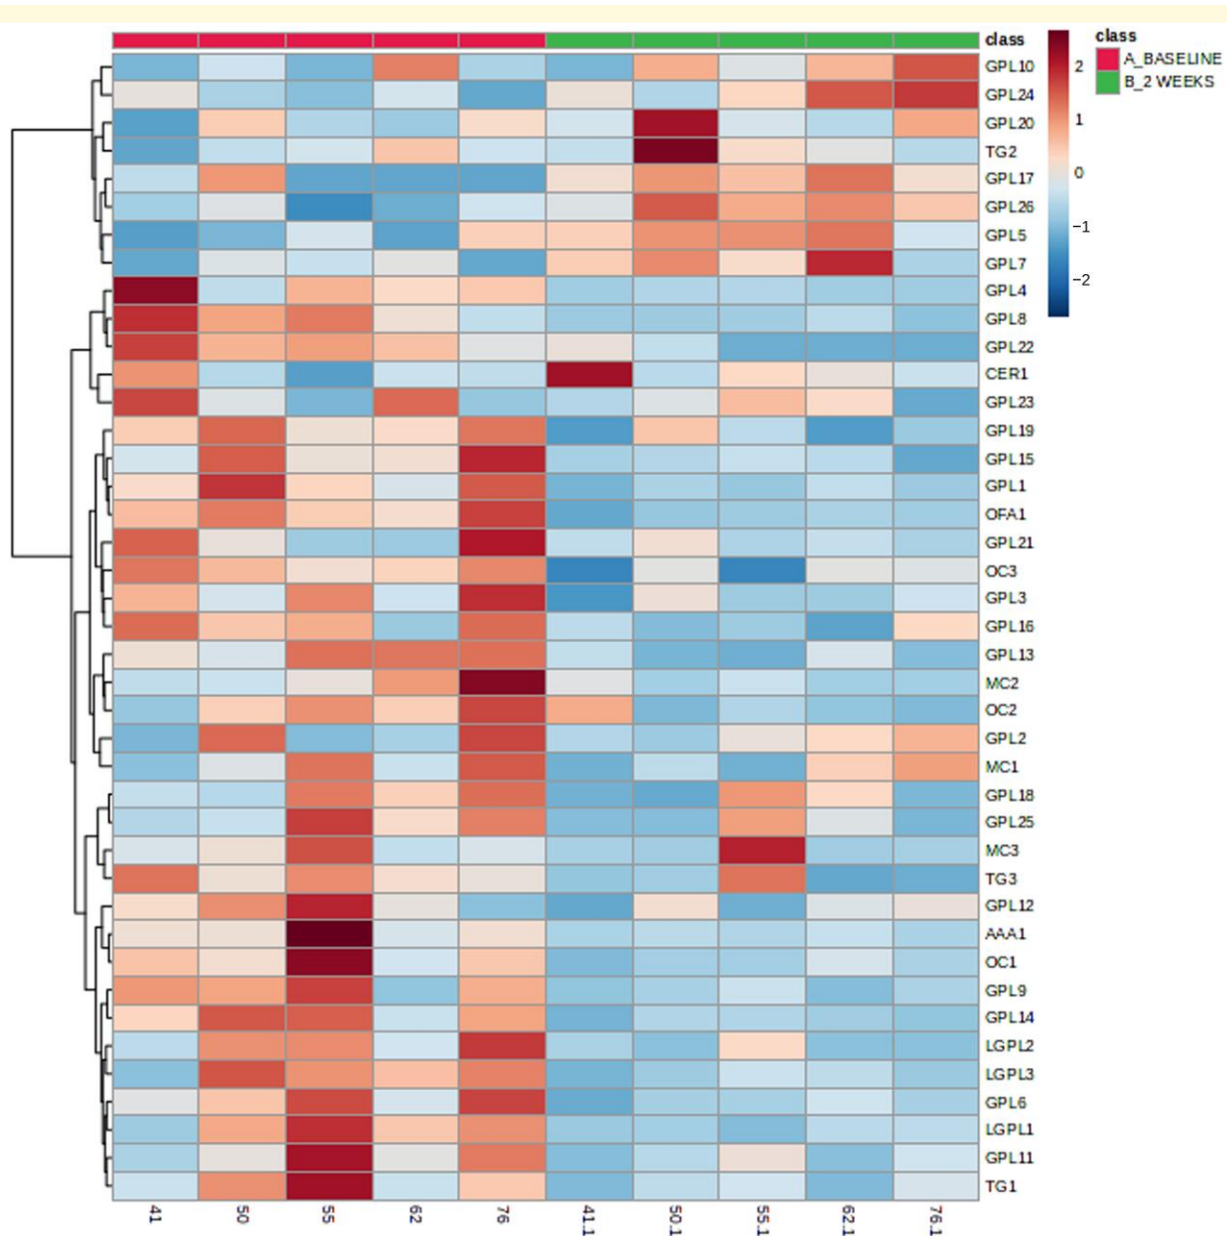 class
class
A_BASELINE
B_2 WEEKS
2
1
0
−1
−2
GPL10
GPL24
GPL20
TG2
GPL17
GPL26
GPL5
GPL7
GPL4
GPL8
GPL22
CER1
GPL23
GPL19
GPL15
GPL1
OFA1
GPL21
OC3
GPL3
GPL16
GPL13
MC2
OC2
GPL2
MC1
GPL18
GPL25
MC3
TG3
GPL12
AAA1
OC1
GPL9
GPL14
LGPL2
LGPL3
GPL6
LGPL1
GPL11
TG1
41
50
55
62
76
41.1
50.1
55.1
62.1
76.1